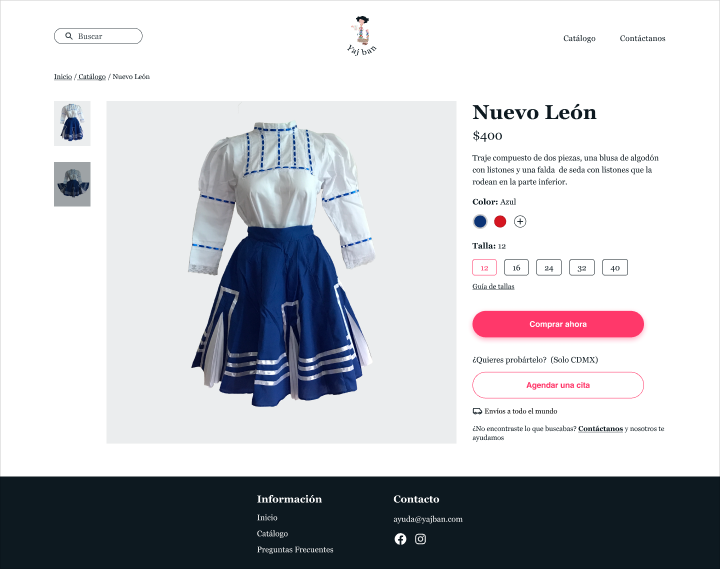 Buscar
Yaj ban
Catálogo
Contáctanos
Inicio / Catálogo / Nuevo León
Nuevo León
$400
Traje compuesto de dos piezas, una blusa de algodón
con listones y una falda de seda con listones que la
rodean en la parte inferior.
Color: Azul
Talla: 12
12
16
24
32
40
Guía de tallas
Comprar ahora
¿Quieres probártelo? (Solo CDMX)
Agendar una cita
Envíos a todo el mundo
¿No encontraste lo que buscabas? Contáctanos y nosotros te
ayudamos
Información
Inicio
Catálogo
Preguntas Frecuentes
Contacto
ayuda@yajban.com